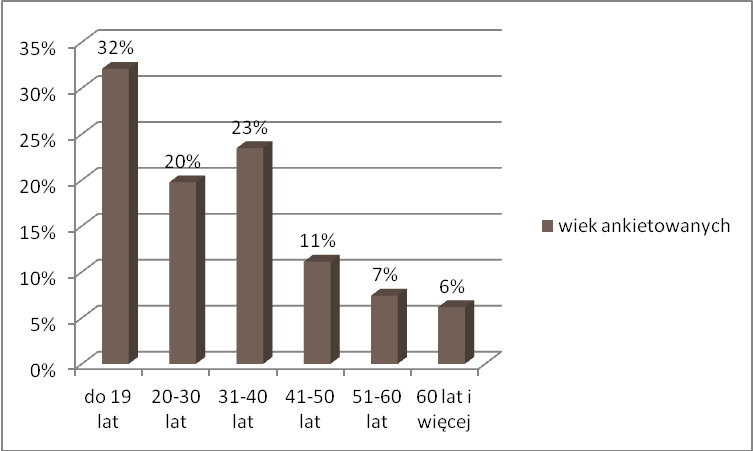 35%
30%
25%
20%
15%
10%
5%
0%
32%
20%
23%
11%
7%
6%
do 19 lat
20-30 lat
31-40 lat
41-50 lat
51-60 lat
60 lat i więcej
wiek ankietowanych